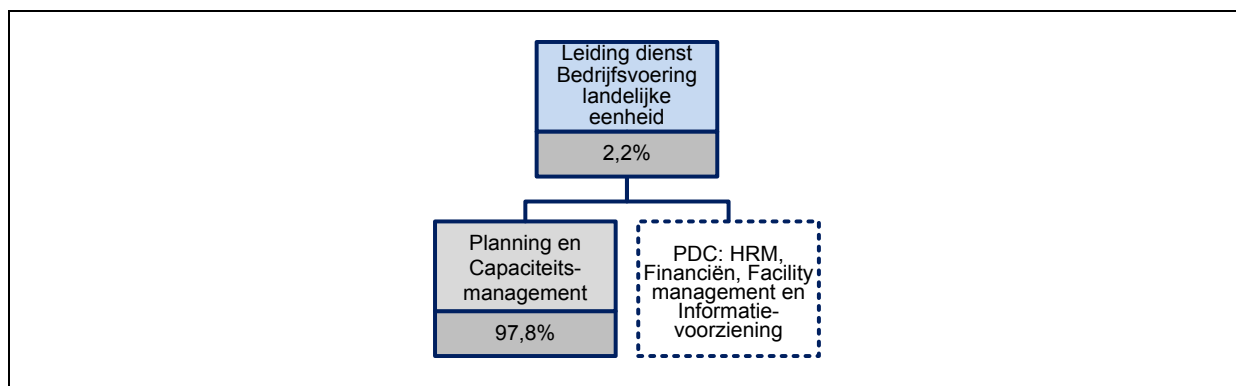 Leiding dienst
Bedrijfsvoering
landelijke
eenheid
2,2%
Planning en
Capaciteits-
management
97,8%
PDC: HRM,
Financiën, Facility
management en
Informatie-
voorziening